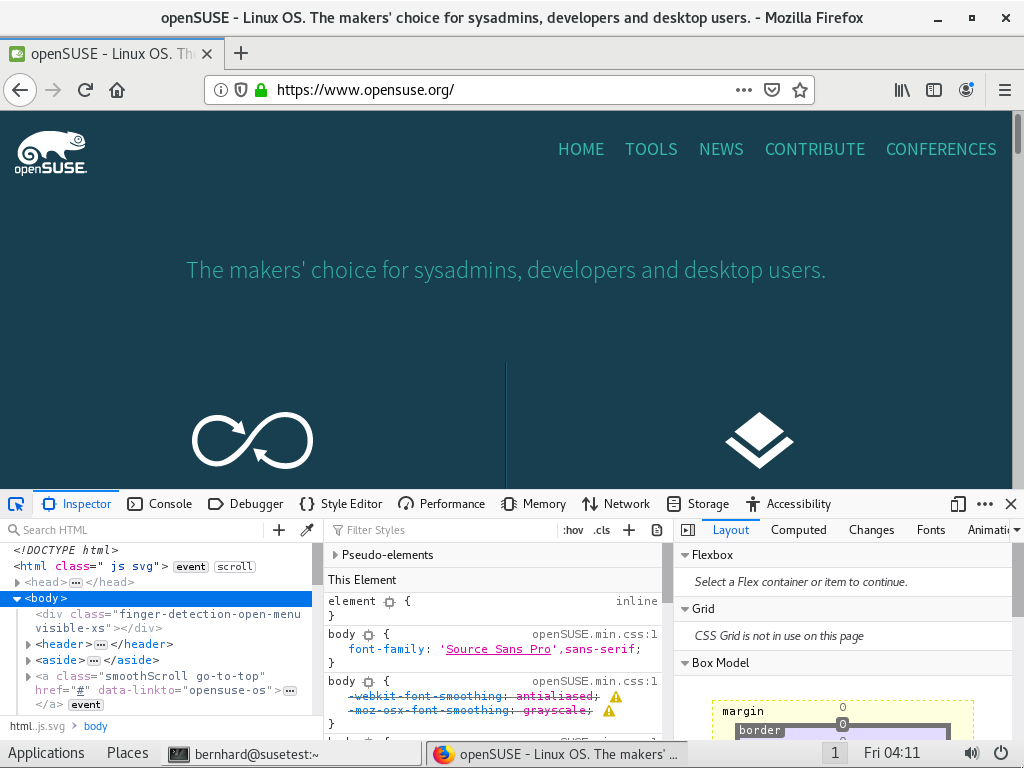 openSUSE - Linux OS. The makers' choice for sysadmins, developers and desktop users. - Mozilla Firefox
openSUSE - Linux OS. The
https://www.opensuse.org/
openSUSE
HOME TOOLS NEWS CONTRIBUTE CONFERENCES
The makers' choice for sysadmins, developers and desktop users.
Inspector Console Debugger Style Editor Performance Memory Network Storage Accessibility
Search HTML
<!DOCTYPE html>
<html class=" js svg"> event scroll
<head> </head>
<body>
<div class="finger-detection-open-menu
visible-xs"></div>
<header> </header>
<aside> </aside>
<a class="smoothScroll go-to-top"
href="#" data-linkto="opensuse-os">
</a> event
html.js.svg > body
Filter Styles :hov .cls +
Pseudo-elements
This Element
element { inline
}
body { openSUSE.min.css:1
font-family: 'Source Sans Pro',sans-serif;
}
body { openSUSE.min.css:1
-webkit-font-smoothing: antialiased;
-moz-osx-font-smoothing: grayscale;
}
Layout Computed Changes Fonts Animati
Flexbox
Select a Flex container or item to continue.
Grid
CSS Grid is not in use on this page
Box Model
margin 0
border 0
Applications Places bernhard@susetest:~ openSUSE - Linux OS. The makers' ... 1 Fri 04:11